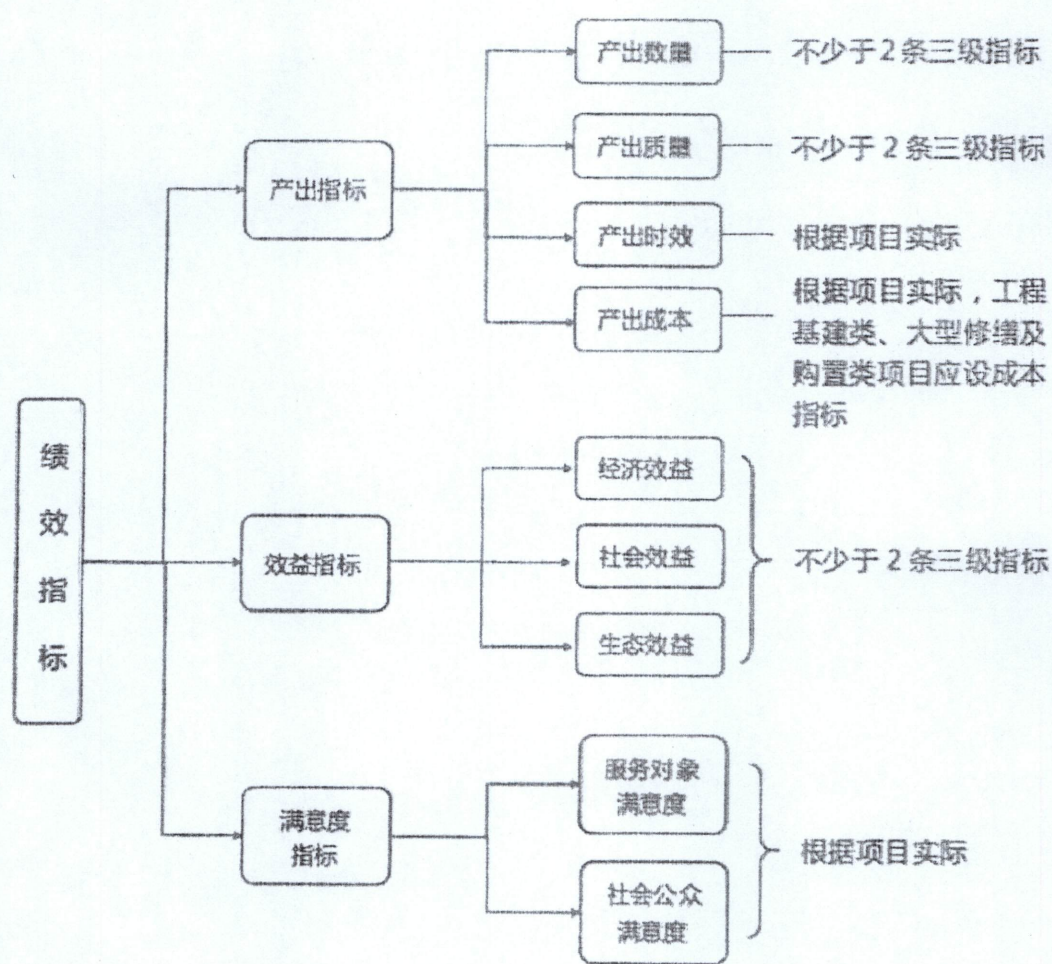 绩效指标
产出指标
产出数量
不少于2条三级指标
产出质量
不少于2条三级指标
产出时效
根据项目实际
产出成本
根据项目实际，工程
基建类、大型修缮及
购置类项目应设成本
指标
效益指标
经济效益
社会效益
生态效益
不少于2条三级指标
满意度
指标
服务对象
满意度
社会公众
满意度
根据项目实际